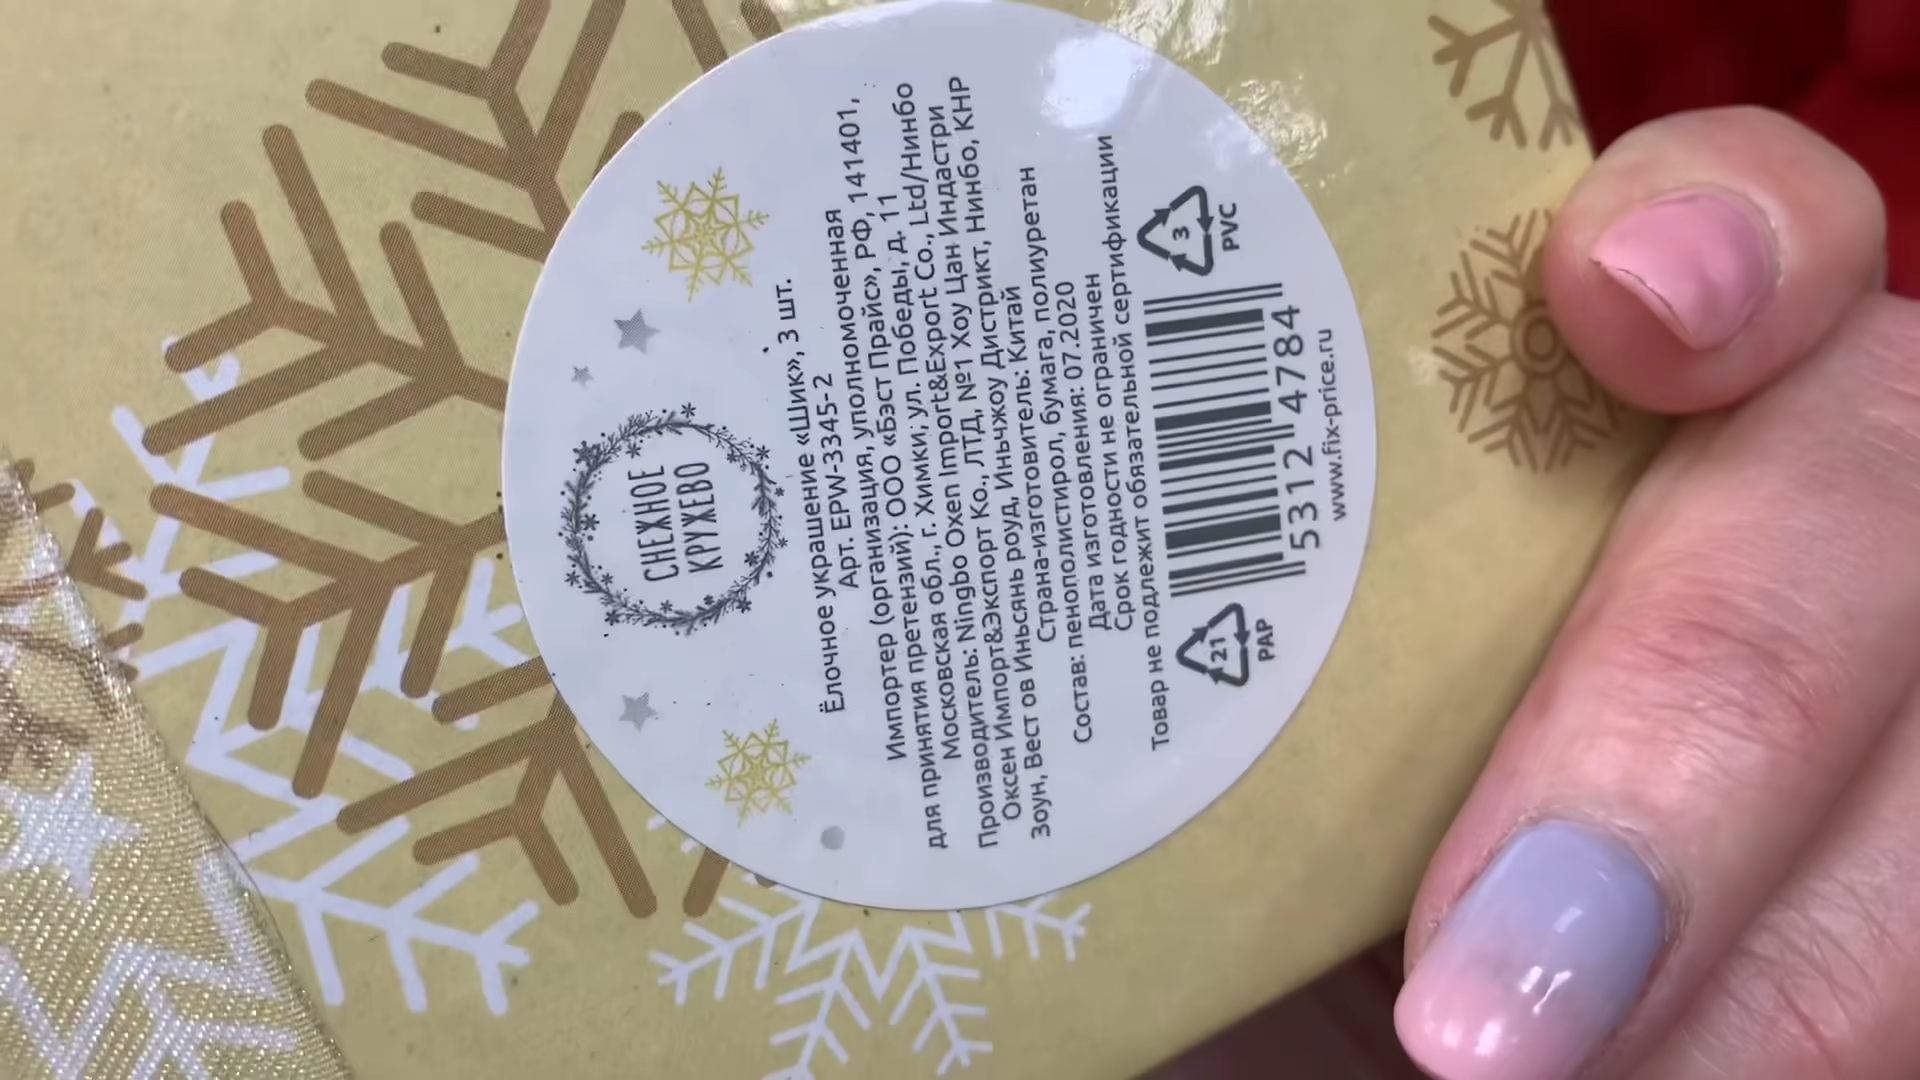 СНЕЖНОЕ
КРУЖЕВО
Ёлочное украшение «Шик», 3 шт.
Арт. EPW-3345-2
Импортер (организация, уполномоченная
для принятия претензий): ООО «Бэст Прайс», РФ, 141401,
Московская обл., г. Химки; ул. Победы, д. 11
Производитель: Ningbo Oxen Import&Export Co., Ltd/Нинбо
Оксен Импорт&Экспорт Ко., ЛТД, №1 Хоу Цан Индастри
Зоун, Вест ов Иньсянь роуд, Иньчжоу Дистрикт, Нинбо, КНР
Страна-изготовитель: Китай
Состав: пенополистирол, бумага, полиуретан
Дата изготовления: 07.2020
Срок годности не ограничен
Товар не подлежит обязательной сертификации
21
PAP
3
PVC
5312 4784
www.fix-price.ru